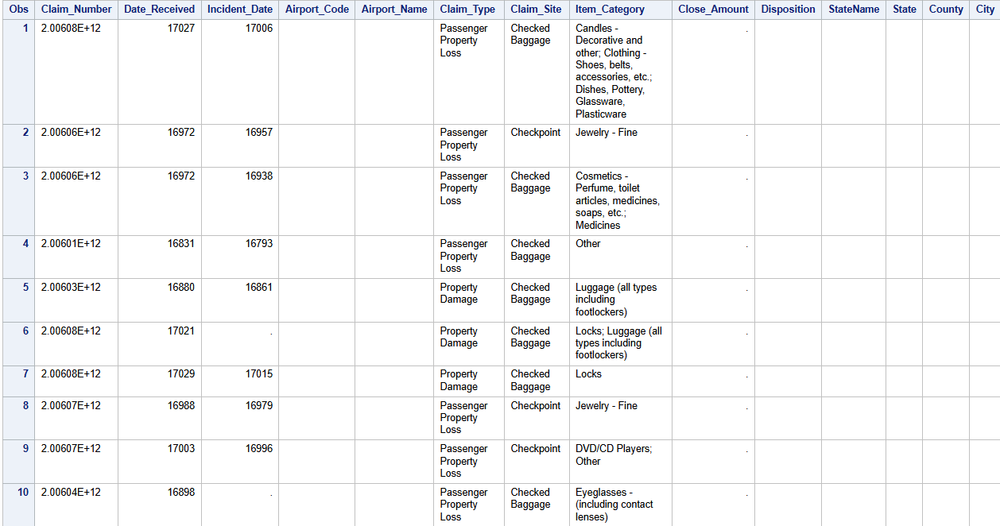 Obs Claim_Number Date_Received Incident_Date Airport_Code Airport_Name Claim_Type Claim_Site Item_Category Close_Amount Disposition StateName State County City
1 2.00608E+12 17027 17006 Passenger Checked Candles - .
Property Baggage Decorative and
Loss other; Clothing -
Shoes, belts,
accessories, etc.;
Dishes, Pottery,
Glassware,
Plasticware
2 2.00606E+12 16972 16957 Passenger Checkpoint Jewelry - Fine .
Property
Loss
3 2.00606E+12 16972 16938 Passenger Checked Cosmetics - .
Property Baggage Perfume, toilet
Loss articles, medicines,
soaps, etc.;
Medicines
4 2.00601E+12 16831 16793 Passenger Checked Other .
Property Baggage
Loss
5 2.00603E+12 16880 16861 Property Checked Luggage (all types .
Damage Baggage including
footlockers)
6 2.00608E+12 17021 . Property Checked Locks; Luggage (all .
Damage Baggage types including
footlockers)
7 2.00608E+12 17029 17015 Property Checked Locks .
Damage Baggage
8 2.00607E+12 16988 16979 Passenger Checkpoint Jewelry - Fine .
Property
Loss
9 2.00607E+12 17003 16996 Passenger Checkpoint DVD/CD Players; .
Property Other
Loss
10 2.00604E+12 16898 . Passenger Checked Eyeglasses - .
Property Baggage (including contact
Loss lenses)